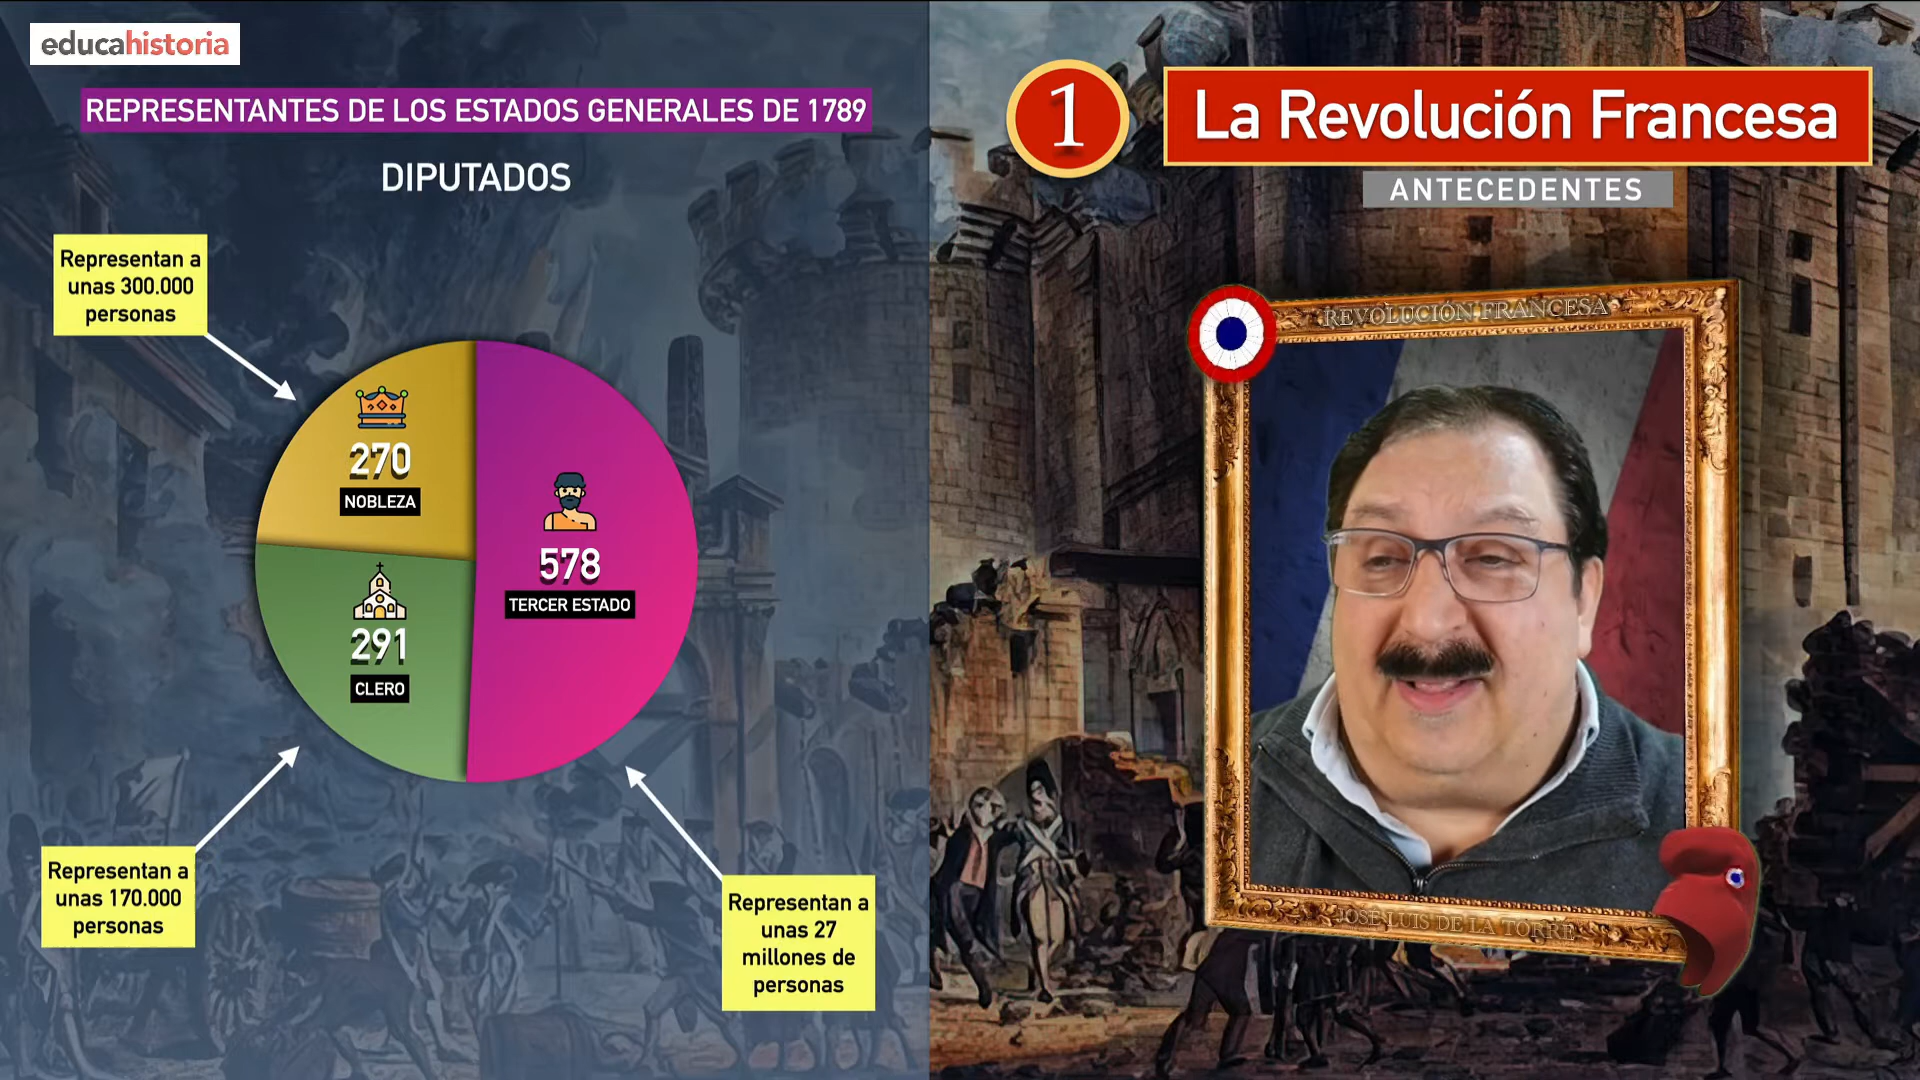 educahistoria
REPRESENTANTES DE LOS ESTADOS GENERALES DE 1789
DIPUTADOS
Representan a
unas 300.000
personas
270
NOBLEZA
578
TERCER ESTADO
291
CLERO
Representan a
unas 170.000
personas
Representan a
unas 27
millones de
personas
1
La Revolución Francesa
ANTECEDENTES
REVOLUCIÓN FRANCESA
JOSÉ LUIS DE LA TORRE